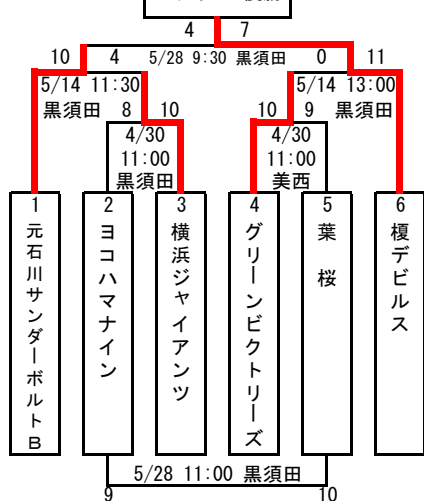 4 7
5/28 9:30 黒須田
10 4 0 11
5/14 11:30 5/14 13:00
黒須田 黒須田
8 10 10 9
4/30 4/30
11:00 11:00
黒須田 美西
1 2 3 4 5 6
元石川サンダーボルトB
ヨコハマナイン
横浜ジャイアンツ
グリーンビクトリーズ
葉桜
榎デビルス
5/28 11:00 黒須田
9 10